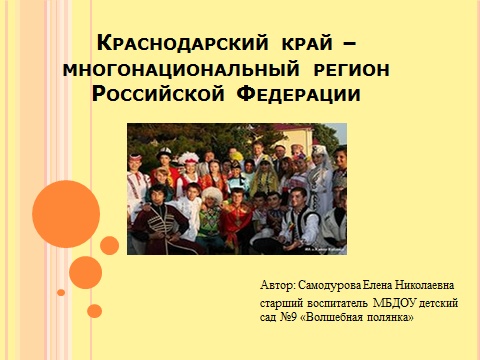 Краснодарский край –
многонациональный регион
Российской Федерации
Автор: Самодурова Елена Николаевна
старший воспитатель МБДОУ детский
сад №9 «Волшебная полянка»